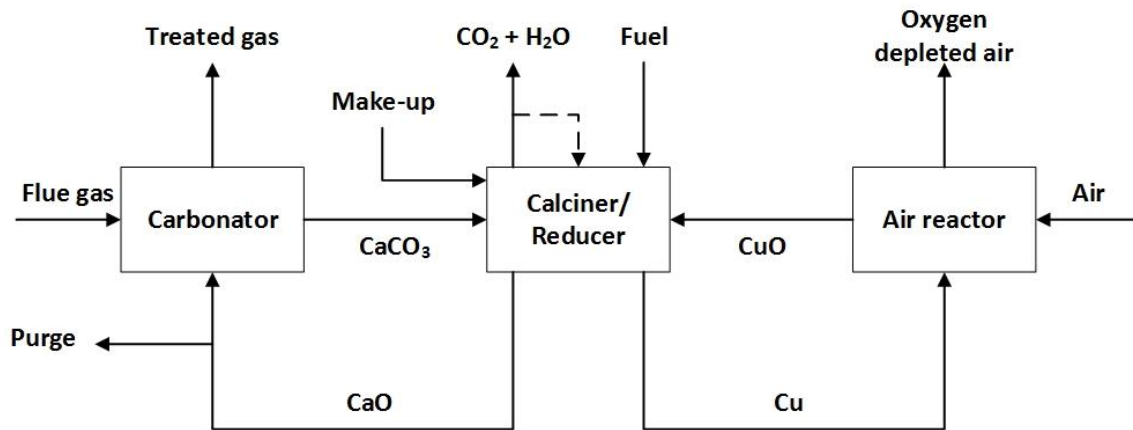 Treated gas
CO₂ + H₂O
Fuel
Oxygen
depleted air
Make-up
Flue gas
Carbonator
CaCO₃
Calciner/
Reducer
CuO
Air reactor
Air
Purge
CaO
Cu